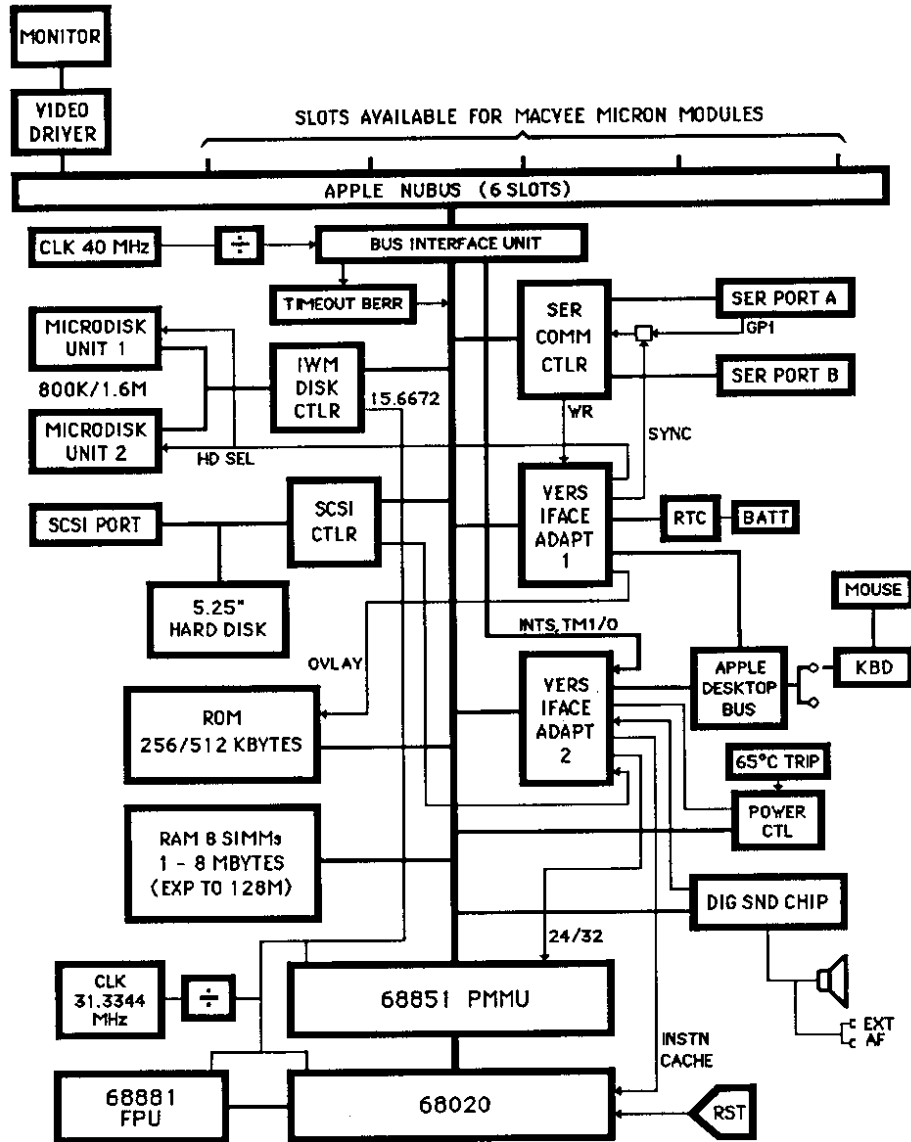 MONITOR
VIDEO
DRIVER
SLOTS AVAILABLE FOR MACYEE MICRON MODULES
APPLE NUBUS (6 SLOTS)
CLK 40 MHz
÷
BUS INTERFACE UNIT
TIMEOUT BERR
SER
COMM
CTLR
SER PORT A
GPI
SER PORT B
MICRODISK
UNIT 1
800K/1.6M
MICRODISK
UNIT 2
IWM
DISK
CTLR
15.6672
HD SEL
WR
SYNC
SCSI PORT
SCSI
CTLR
5.25"
HARD DISK
VERS
IFACE
ADAPT
1
RTC
BATT
MOUSE
KBD
INTS, TM1/0
OVLAY
APPLE
DESKTOP
BUS
VERS
IFACE
ADAPT
2
ROM
256/512 KBYTES
65°C TRIP
POWER
CTL
RAM 8 SIMMs
1 - 8 MBYTES
(EXP TO 128M)
DIG SND CHIP
24/32
CLK
31.3344
MHz
÷
68851 PMMU
EXT
AF
INSTN
CACHE
68881
FPU
68020
RST